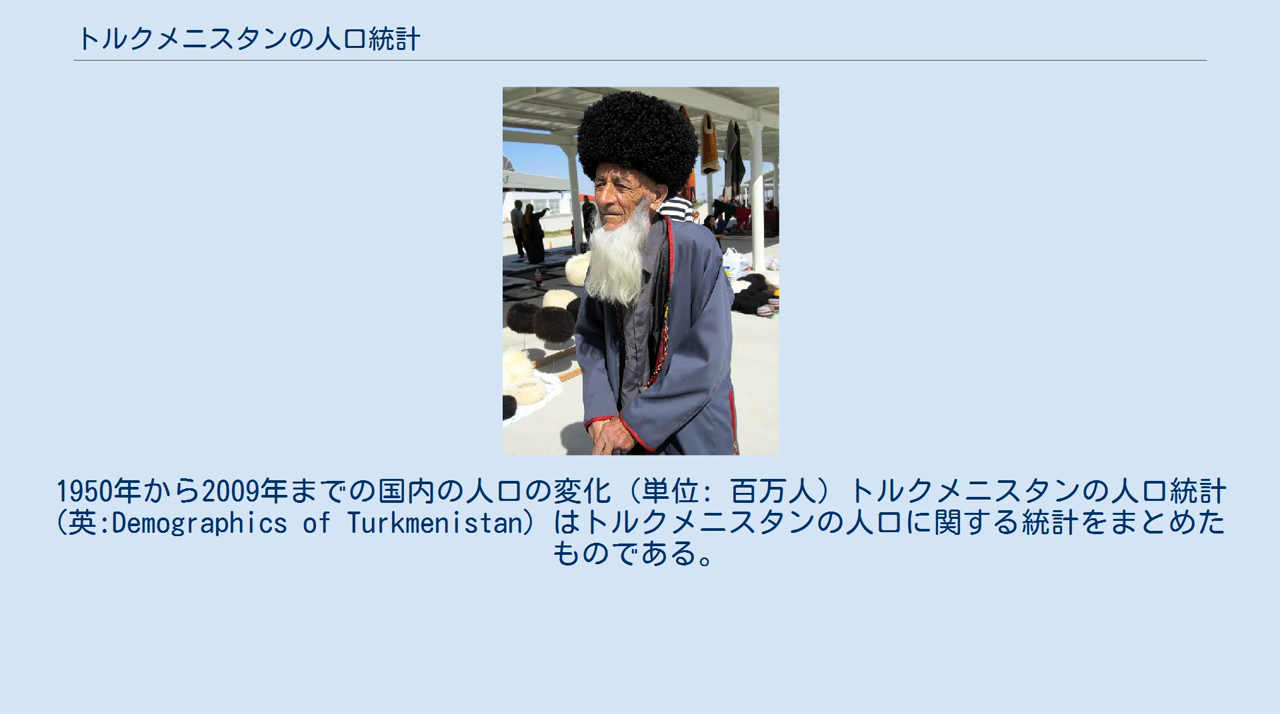 トルクメニスタンの人口統計
1950年から2009年までの国内の人口の変化（単位: 百万人）トルクメニスタンの人口統計
（英:Demographics of Turkmenistan）はトルクメニスタンの人口に関する統計をまとめた
ものである。